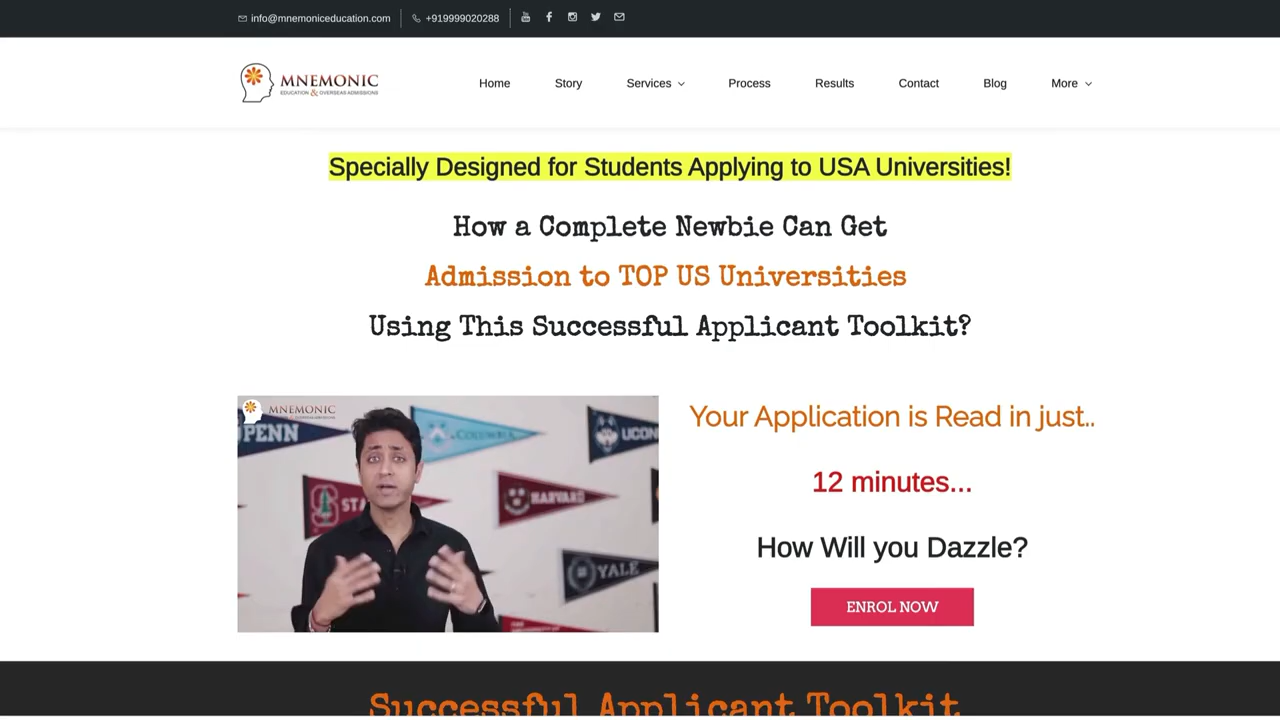 info@mnemoniceducation.com
+919999020288
MNEMONIC
EDUCATION & OVERSEAS ADMISSIONS
Home Story Services Process Results Contact Blog More
Specially Designed for Students Applying to USA Universities!
How a Complete Newbie Can Get
Admission to TOP US Universities
Using This Successful Applicant Toolkit?
MNEMONIC
PENN
COLUMBIA
UCON
STA
HARVARD
YALE
Your Application is Read in just..
12 minutes...
How Will you Dazzle?
ENROL NOW
Successful Applicant Toolkit